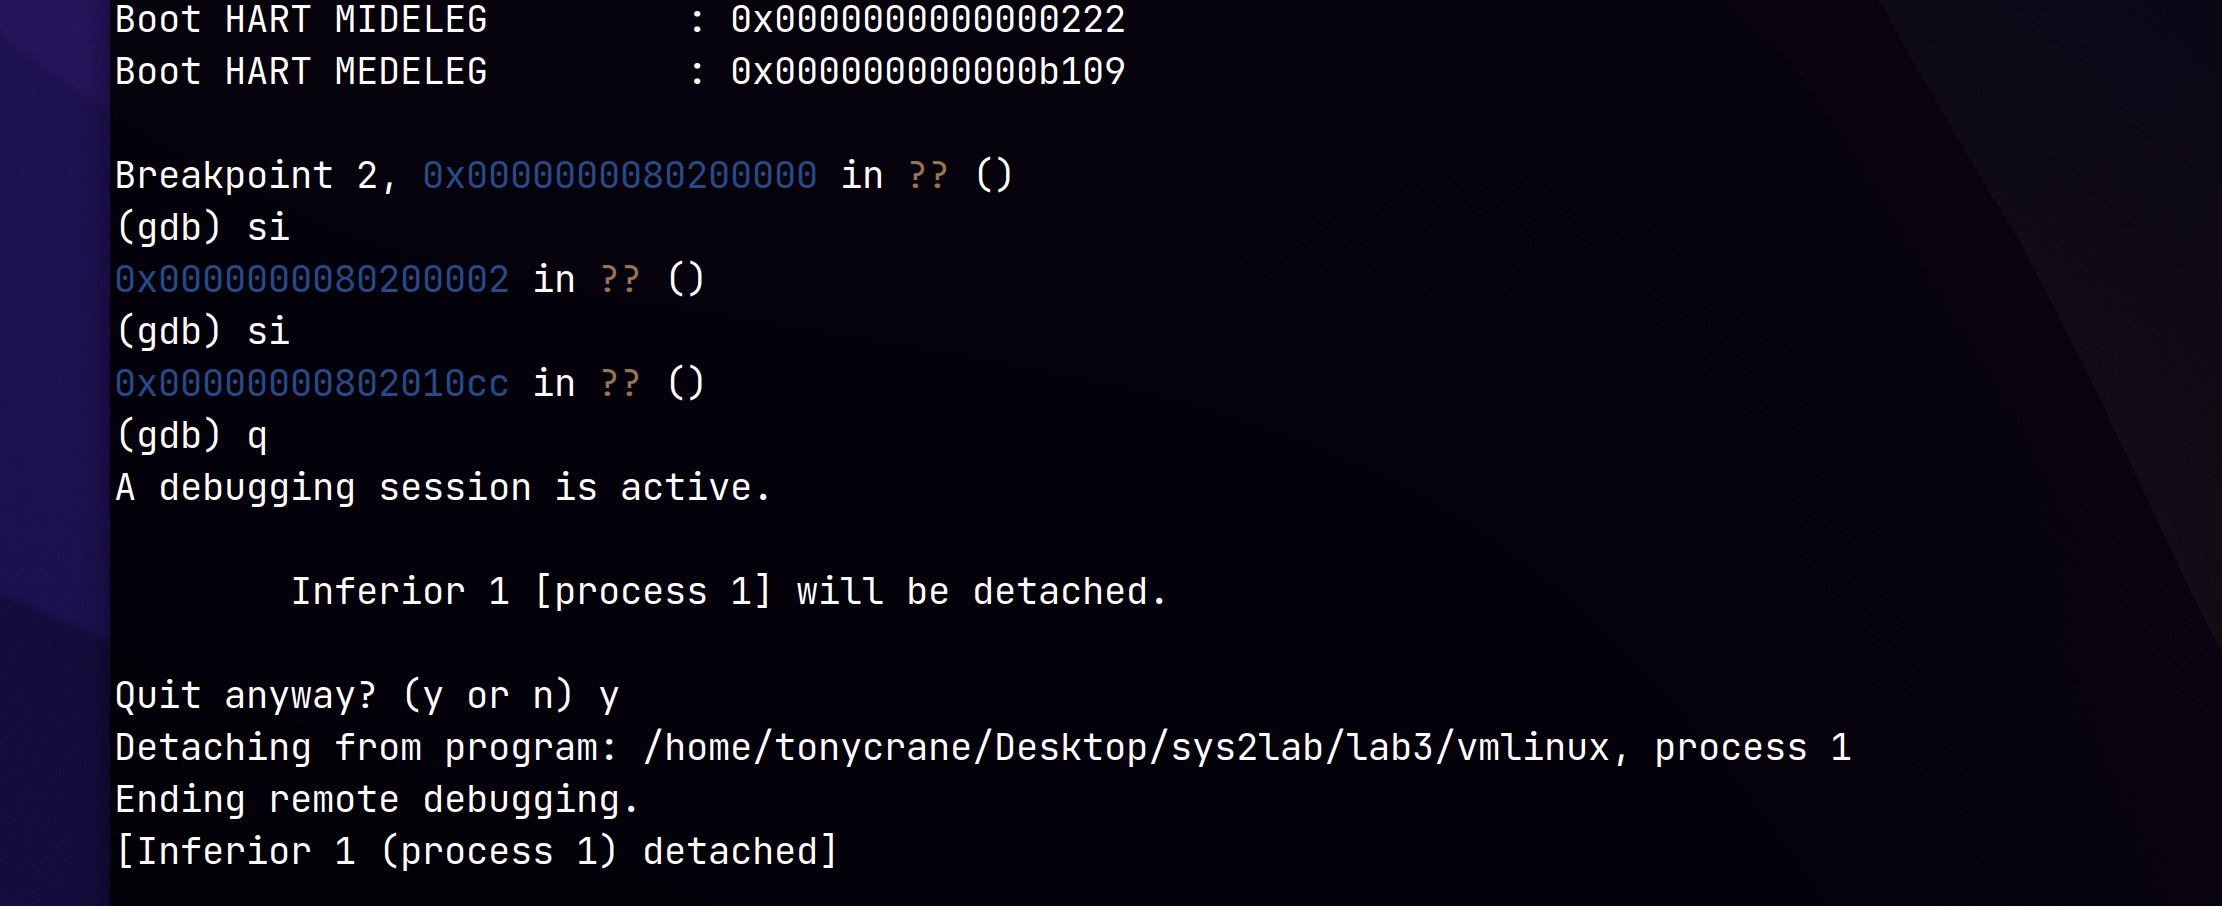 Boot HART MIDELEG         : 0x0000000000000222
Boot HART MEDELEG         : 0x000000000000b109
Breakpoint 2, 0x0000000080200000 in ?? ()
(gdb) si
0x0000000080200002 in ?? ()
(gdb) si
0x00000000802010cc in ?? ()
(gdb) q
A debugging session is active.
        Inferior 1 [process 1] will be detached.
Quit anyway? (y or n) y
Detaching from program: /home/tonycrane/Desktop/sys2lab/lab3/vmlinux, process 1
Ending remote debugging.
[Inferior 1 (process 1) detached]